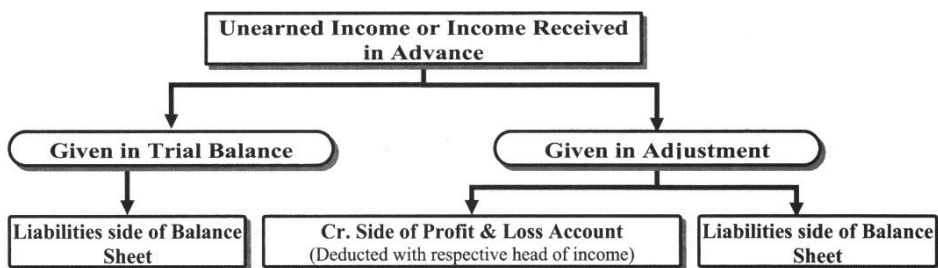 Unearned Income or Income Received
in Advance
Given in Trial Balance
Given in Adjustment
Liabilities side of Balance
Sheet
Cr. Side of Profit & Loss Account
(Deducted with respective head of income)
Liabilities side of Balance
Sheet